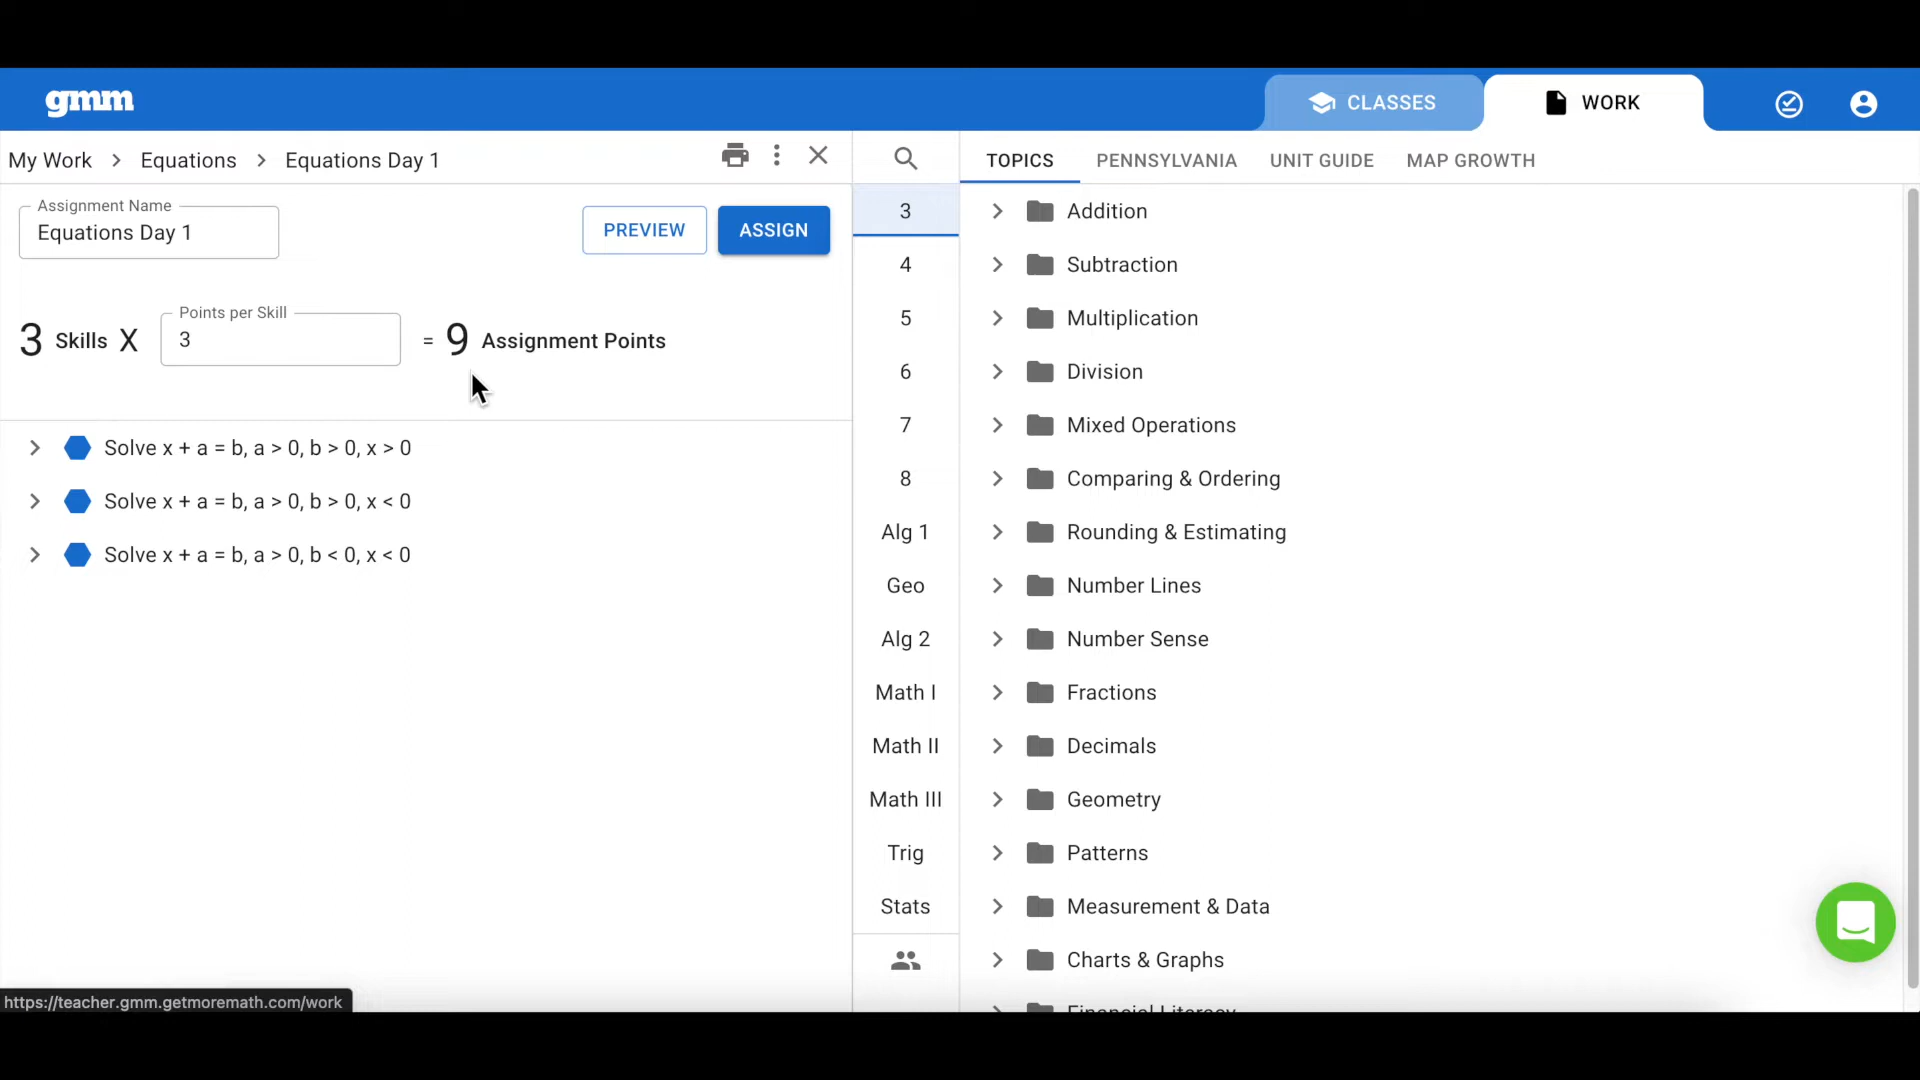 gmm
CLASSES
WORK
My Work > Equations > Equations Day 1
Assignment Name
Equations Day 1
PREVIEW
ASSIGN
3 Skills X
Points per Skill
3
= 9 Assignment Points
Solve x + a = b, a > 0, b > 0, x > 0
Solve x + a = b, a > 0, b > 0, x < 0
Solve x + a = b, a > 0, b < 0, x < 0
https://teacher.gmm.getmoremath.com/work
3
4
5
6
7
8
Alg 1
Geo
Alg 2
Math I
Math II
Math III
Trig
Stats
TOPICS
PENNSYLVANIA
UNIT GUIDE
MAP GROWTH
Addition
Subtraction
Multiplication
Division
Mixed Operations
Comparing & Ordering
Rounding & Estimating
Number Lines
Number Sense
Fractions
Decimals
Geometry
Patterns
Measurement & Data
Charts & Graphs
Financial Literacy